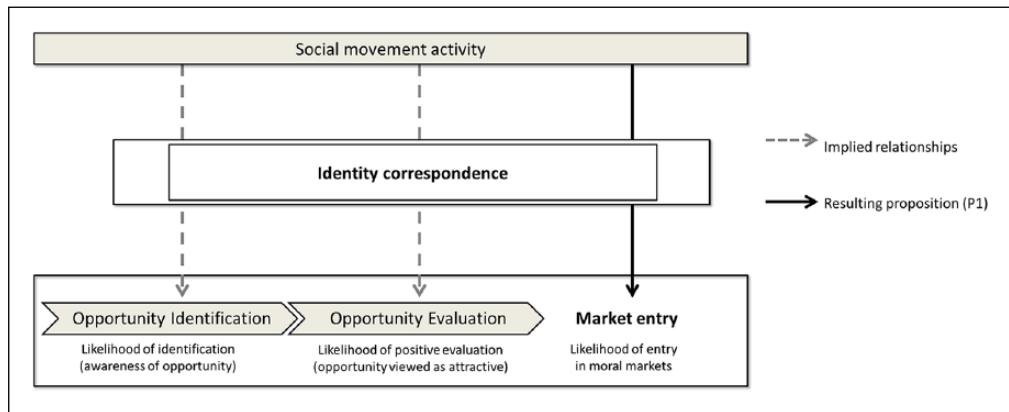 Social movement activity
Identity correspondence
Implied relationships
Resulting proposition (P1)
Opportunity Identification
Opportunity Evaluation
Market entry
Likelihood of identification
(awareness of opportunity)
Likelihood of positive evaluation
(opportunity viewed as attractive)
Likelihood of entry
in moral markets